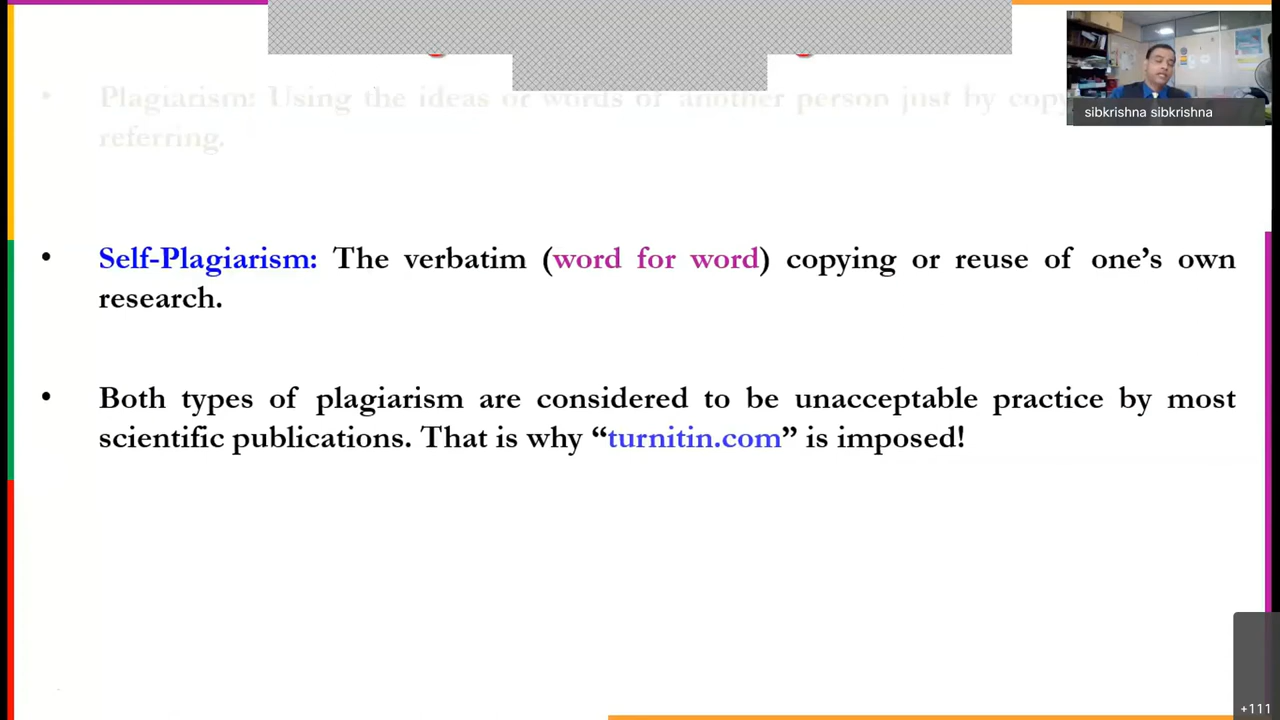 sibkrishna sibkrishna
• Plagiarism: Using the ideas or words of another person just by copy
referring.
• Self-Plagiarism: The verbatim (word for word) copying or reuse of one’s own
research.
• Both types of plagiarism are considered to be unacceptable practice by most
scientific publications. That is why “turnitin.com” is imposed!
+111